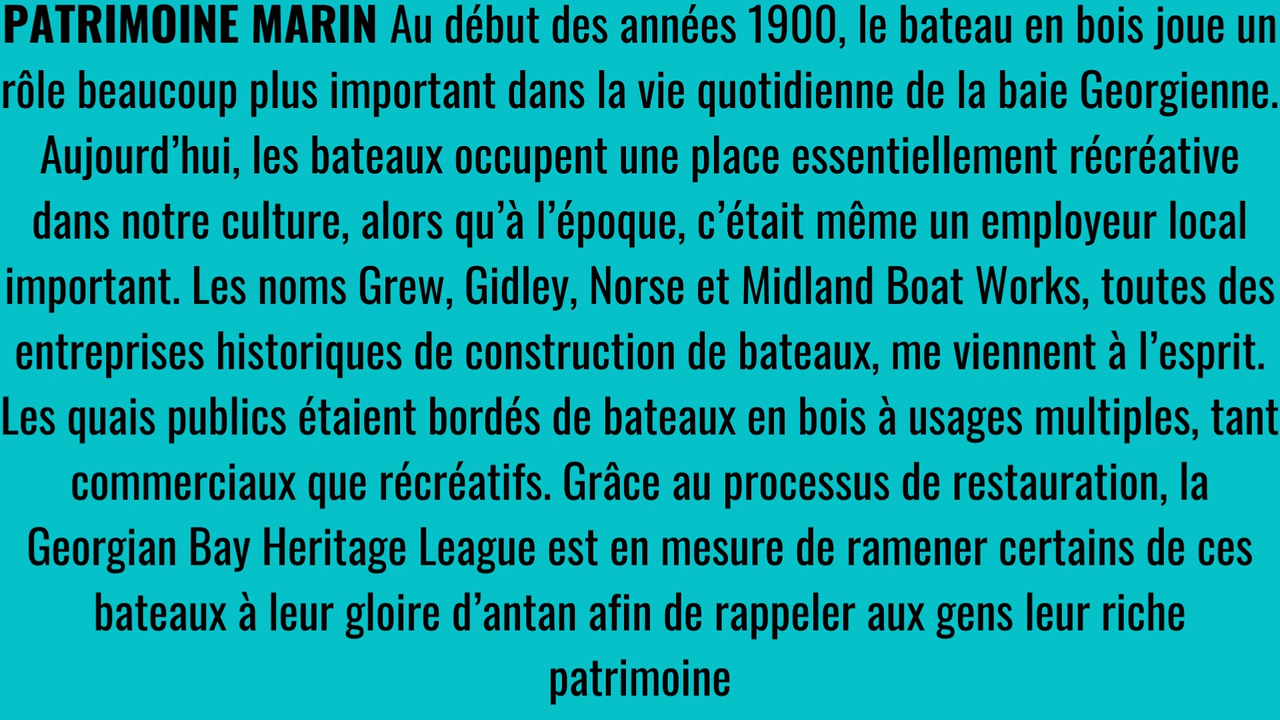 PATRIMOINE MARIN Au début des années 1900, le bateau en bois joue un
rôle beaucoup plus important dans la vie quotidienne de la baie Georgienne.
Aujourd’hui, les bateaux occupent une place essentiellement récréative
dans notre culture, alors qu’à l’époque, c’était même un employeur local
important. Les noms Grew, Gidley, Norse et Midland Boat Works, toutes des
entreprises historiques de construction de bateaux, me viennent à l’esprit.
Les quais publics étaient bordés de bateaux en bois à usages multiples, tant
commerciaux que récréatifs. Grâce au processus de restauration, la
Georgian Bay Heritage League est en mesure de ramener certains de ces
bateaux à leur gloire d’antan afin de rappeler aux gens leur riche
patrimoine